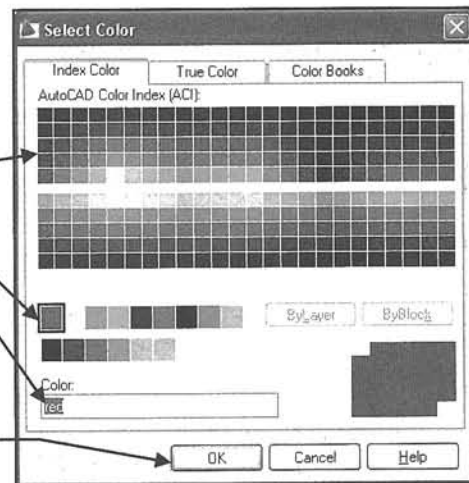 Select Color
Index Color True Color Color Books
AutoCAD Color Index (ACI):
ByLayer ByBlock
Color:
red
OK Cancel Help